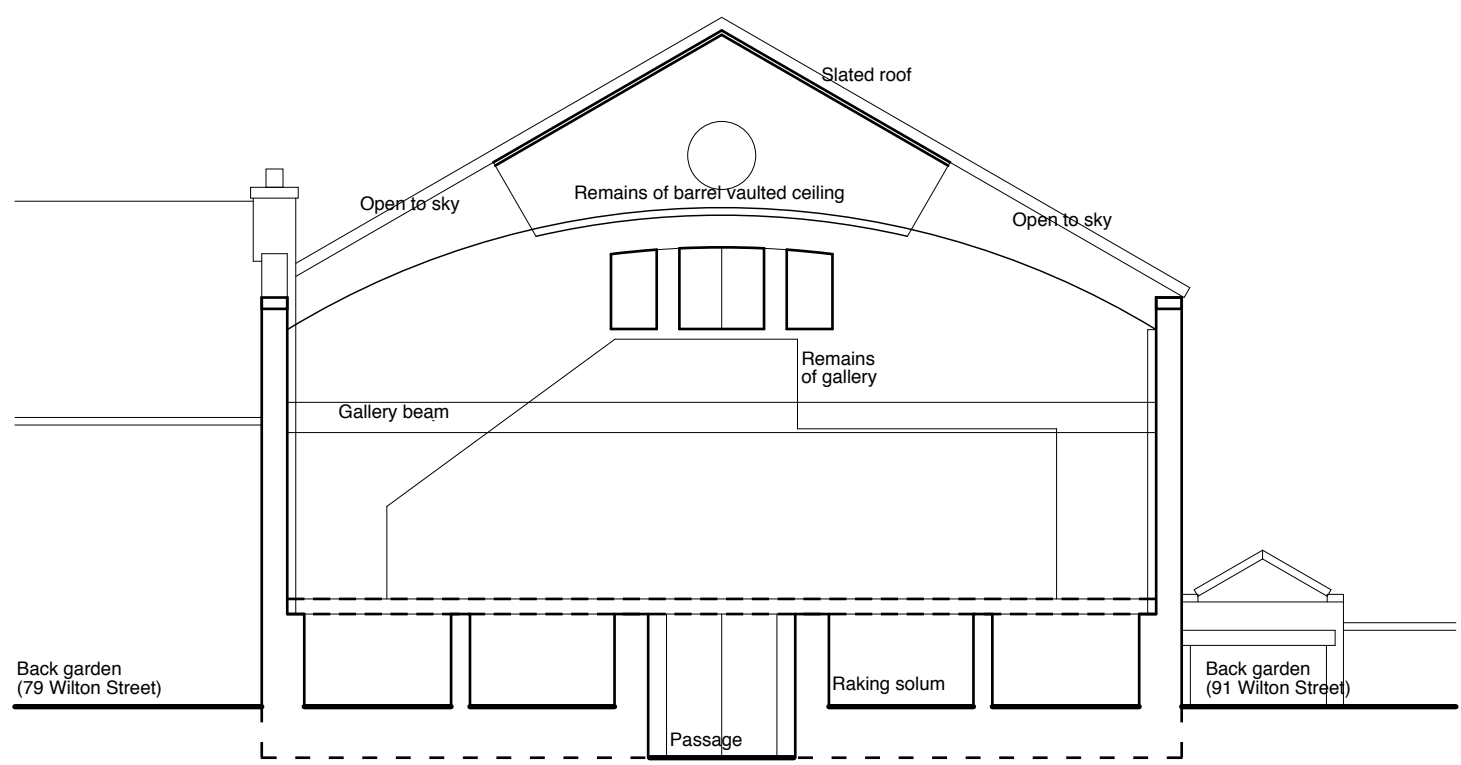 Slated roof
Remains of barrel vaulted ceiling
Open to sky
Open to sky
Remains
of gallery
Gallery beam
Back garden
(79 Wilton Street)
Raking solum
Back garden
(91 Wilton Street)
Passage